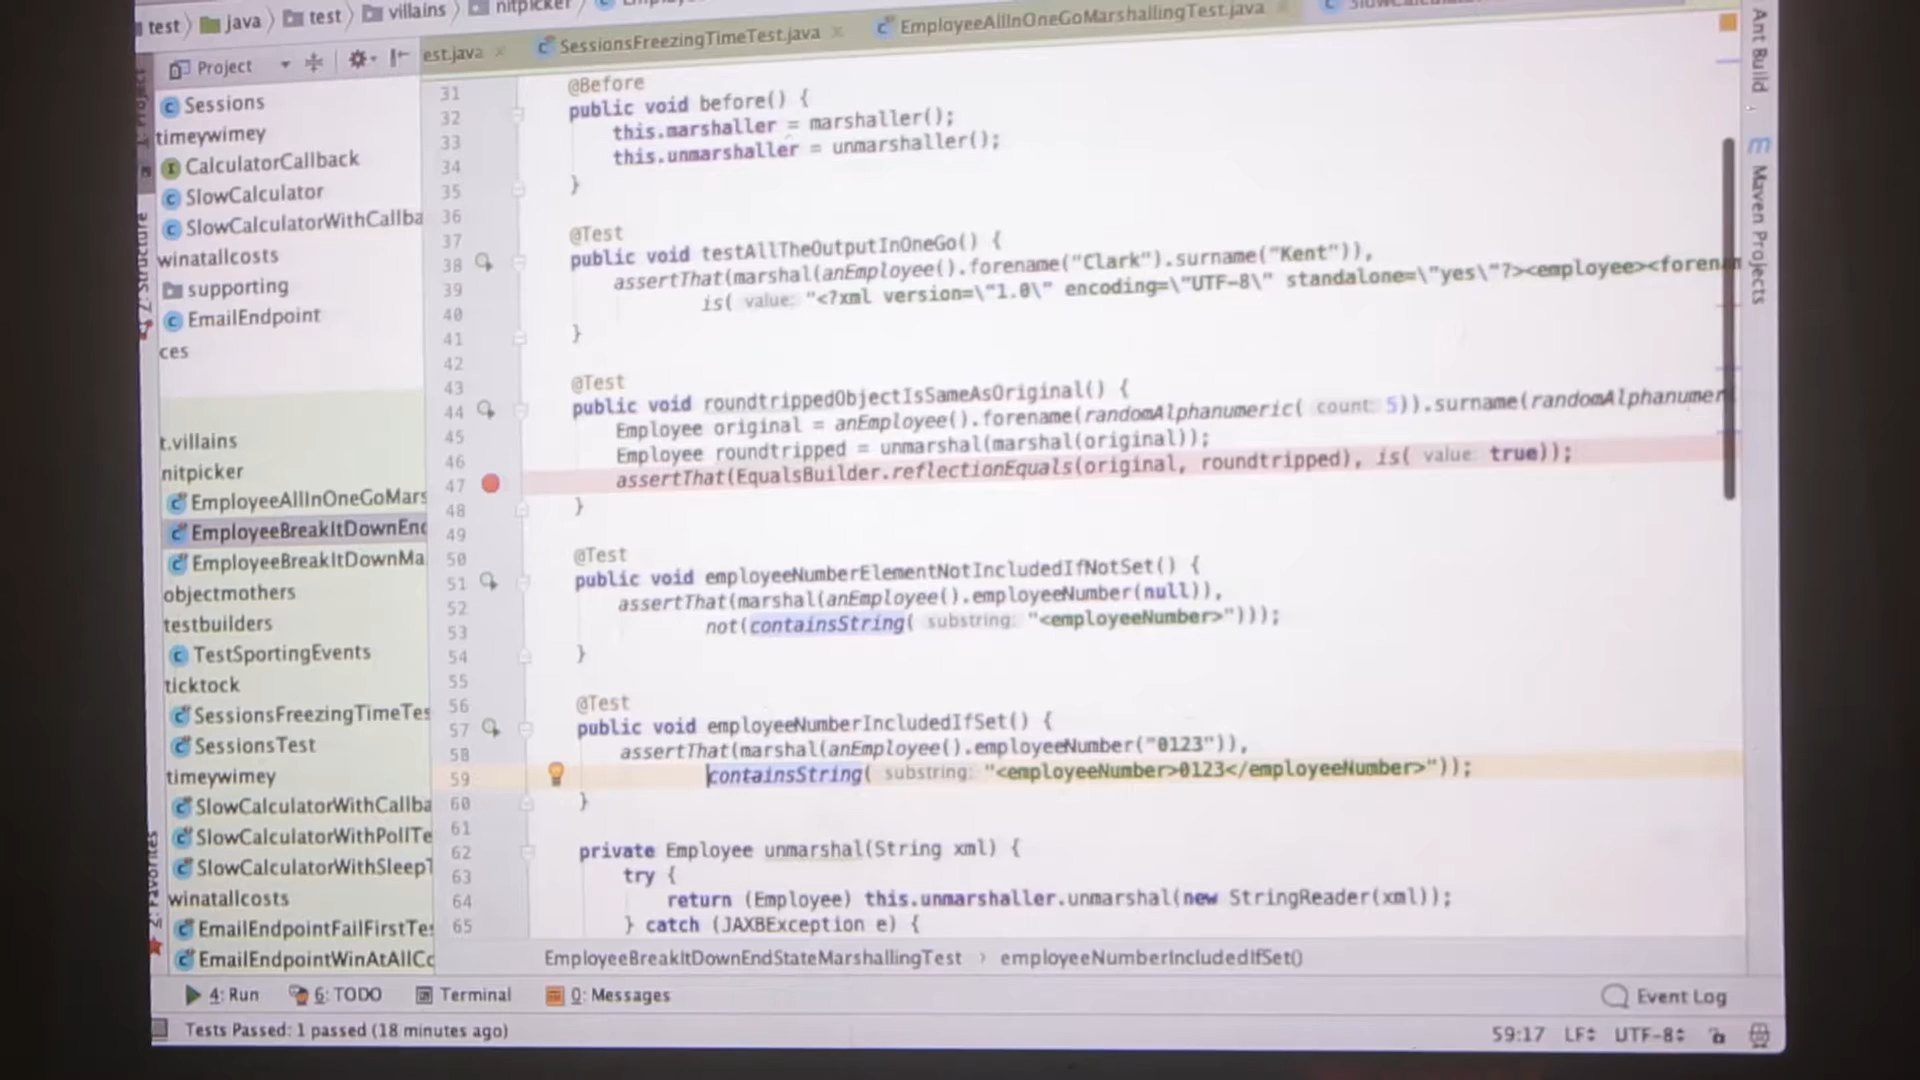 test
java
test
villains
nitpicker
Project
est.java
SessionsFreezingTimeTest.java
EmployeeAllInOneGoMarshallingTest.java
Sessions
timeywimey
CalculatorCallback
SlowCalculator
SlowCalculatorWithCallba
winatallcosts
supporting
EmailEndpoint
ces
t.villains
nitpicker
EmployeeAllInOneGoMars
EmployeeBreakItDownEnd
EmployeeBreakItDownMa
objectmothers
testbuilders
TestSportingEvents
ticktock
SessionsFreezingTimeTes
SessionsTest
timeywimey
SlowCalculatorWithCallba
SlowCalculatorWithPollTe
SlowCalculatorWithSleepT
winatallcosts
EmailEndpointFailFirstTes
EmailEndpointWinAtAllCo
31 @Before
32 public void before() {
33 this.marshaller = marshaller();
34 this.unmarshaller = unmarshaller();
35 }
36
37 @Test
38 public void testAllTheOutputInOneGo() {
39 assertThat(marshal(anEmployee().forename("Clark").surname("Kent")),
40 is( value: "<?xml version=\"1.0\" encoding=\"UTF-8\" standalone=\"yes\"?><employee><forenam
41 }
42
43 @Test
44 public void roundtrippedObjectIsSameAsOriginal() {
45 Employee original = anEmployee().forename(randomAlphanumeric( count: 5)).surname(randomAlphanumer
46 Employee roundtripped = unmarshal(marshal(original));
47 assertThat(EqualsBuilder.reflectionEquals(original, roundtripped), is( value: true));
48 }
49
50 @Test
51 public void employeeNumberElementNotIncludedIfNotSet() {
52 assertThat(marshal(anEmployee().employeeNumber(null)),
53 not(containsString( substring: "<employeeNumber>")));
54 }
55
56 @Test
57 public void employeeNumberIncludedIfSet() {
58 assertThat(marshal(anEmployee().employeeNumber("0123")),
59 containsString( substring: "<employeeNumber>0123</employeeNumber>"));
60 }
61
62 private Employee unmarshal(String xml) {
63 try {
64 return (Employee) this.unmarshaller.unmarshal(new StringReader(xml));
65 } catch (JAXBException e) {
EmployeeBreakItDownEndStateMarshallingTest › employeeNumberIncludedIfSet()
Ant Build
Maven Projects
1: Project
Z: Structure
2: Favorites
4: Run
6: TODO
Terminal
0: Messages
Event Log
Tests Passed: 1 passed (18 minutes ago)
59:17 LF UTF-8